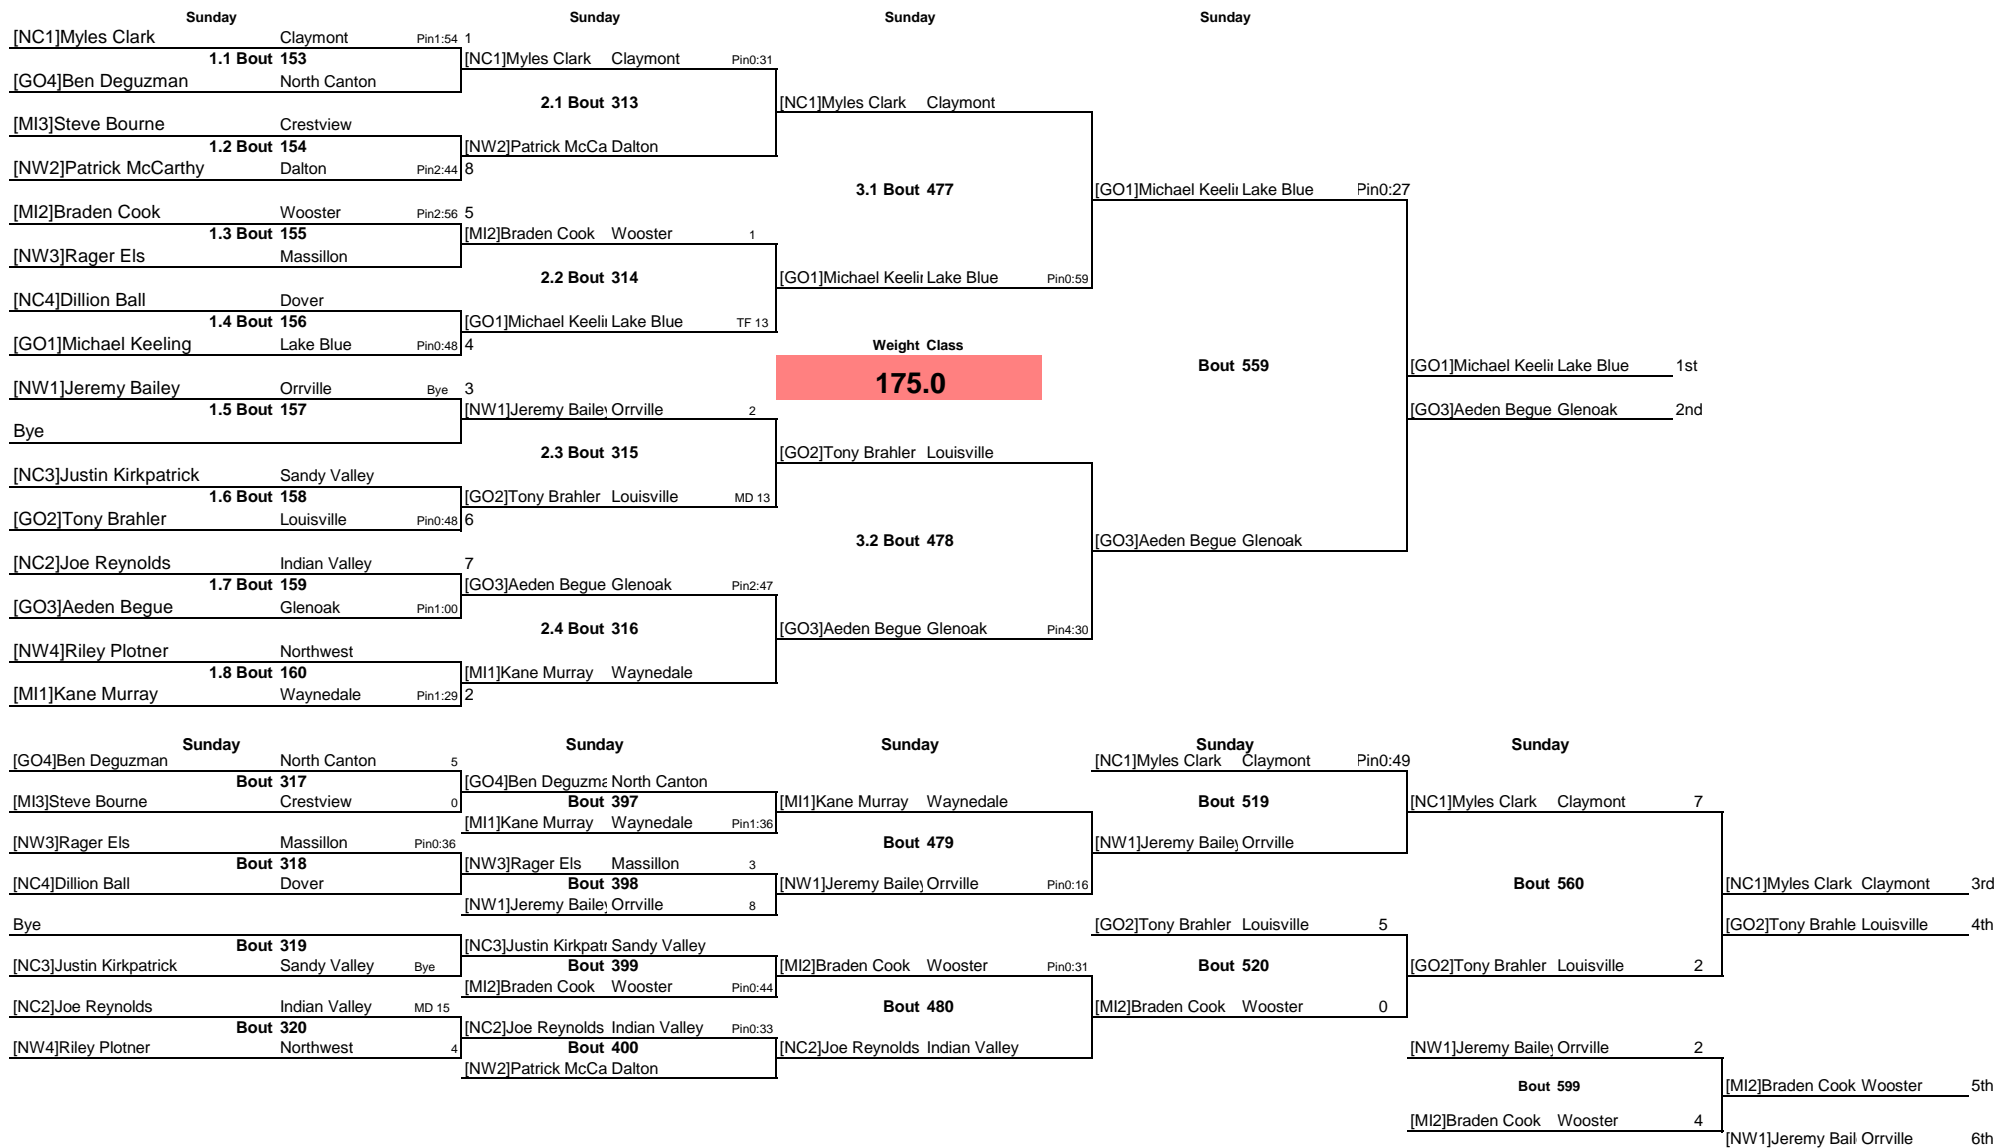 Sunday Sunday Sunday Sunday
[NC1]Myles Clark Claymont Pin1:54 1
1.1 Bout 153 [NC1]Myles Clark Claymont Pin0:31
[GO4]Ben Deguzman North Canton
2.1 Bout 313 [NC1]Myles Clark Claymont
[MI3]Steve Bourne Crestview
1.2 Bout 154 [NW2]Patrick McCa Dalton
[NW2]Patrick McCarthy Dalton Pin2:44 8
3.1 Bout 477 [GO1]Michael Keelii Lake Blue Pin0:27
[MI2]Braden Cook Wooster Pin2:56 5
1.3 Bout 155 [MI2]Braden Cook Wooster 1
[NW3]Rager Els Massillon
2.2 Bout 314 [GO1]Michael Keelii Lake Blue Pin0:59
[NC4]Dillion Ball Dover
1.4 Bout 156 [GO1]Michael Keelii Lake Blue TF 13
[GO1]Michael Keeling Lake Blue Pin0:48 4 Weight Class
Bout 559 [GO1]Michael Keelii Lake Blue 1st
[NW1]Jeremy Bailey Orrville Bye 3 175.0
1.5 Bout 157 [NW1]Jeremy Bailey Orrville 2 [GO3]Aeden Begue Glenoak 2nd
Bye
2.3 Bout 315 [GO2]Tony Brahler Louisville
[NC3]Justin Kirkpatrick Sandy Valley
1.6 Bout 158 [GO2]Tony Brahler Louisville MD 13
[GO2]Tony Brahler Louisville Pin0:48 6
3.2 Bout 478 [GO3]Aeden Begue Glenoak
[NC2]Joe Reynolds Indian Valley 7
1.7 Bout 159 [GO3]Aeden Begue Glenoak Pin2:47
[GO3]Aeden Begue Glenoak Pin1:00
2.4 Bout 316 [GO3]Aeden Begue Glenoak Pin4:30
[NW4]Riley Plotner Northwest
1.8 Bout 160 [MI1]Kane Murray Waynedale
[MI1]Kane Murray Waynedale Pin1:29 2
Sunday Sunday Sunday Sunday Sunday
[GO4]Ben Deguzman North Canton 5 [NC1]Myles Clark Claymont Pin0:49
Bout 317 [GO4]Ben Deguzma North Canton
[MI3]Steve Bourne Crestview 0 Bout 397 [MI1]Kane Murray Waynedale Bout 519 [NC1]Myles Clark Claymont 7
[MI1]Kane Murray Waynedale Pin1:36
[NW3]Rager Els Massillon Pin0:36 Bout 479 [NW1]Jeremy Bailey Orrville
Bout 318 [NW3]Rager Els Massillon 3
[NC4]Dillion Ball Dover Bout 398 [NW1]Jeremy Bailey Orrville Pin0:16 Bout 560 [NC1]Myles Clark Claymont 3rd
[NW1]Jeremy Bailey Orrville 8
Bye [GO2]Tony Brahler Louisville 5 [GO2]Tony Brahle Louisville 4th
Bout 319 [NC3]Justin Kirkpatr Sandy Valley
[NC3]Justin Kirkpatrick Sandy Valley Bye Bout 399 [MI2]Braden Cook Wooster Pin0:31 Bout 520 [GO2]Tony Brahler Louisville 2
[MI2]Braden Cook Wooster Pin0:44
[NC2]Joe Reynolds Indian Valley MD 15 Bout 480 [MI2]Braden Cook Wooster 0
Bout 320 [NC2]Joe Reynolds Indian Valley Pin0:33
[NW4]Riley Plotner Northwest 4 Bout 400 [NC2]Joe Reynolds Indian Valley [NW1]Jeremy Bailey Orrville 2
[NW2]Patrick McCa Dalton
Bout 599 [MI2]Braden Cook Wooster 5th
[MI2]Braden Cook Wooster 4
[NW1]Jeremy Bail Orrville 6th